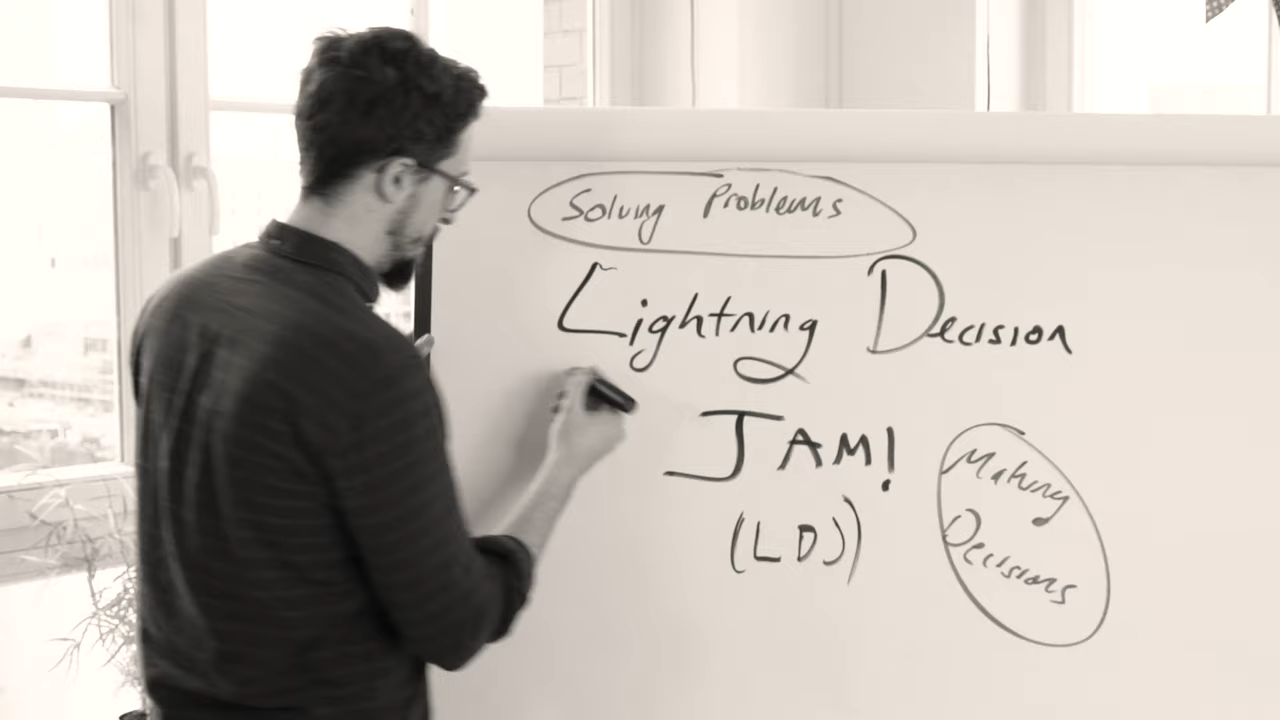 Solving Problems
Lightning Decision
JAM!
(LDJ)
Making
Decisions